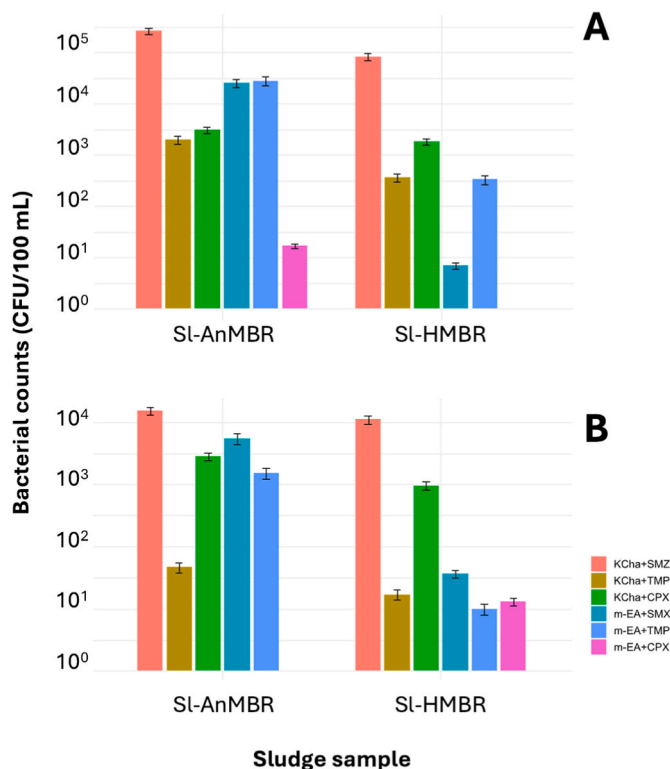 A
Bacterial counts (CFU/100 mL)
10⁵
10⁴
10³
10²
10¹
10⁰
Sl-AnMBR Sl-HMBR
B
10⁴
10³
10²
10¹
10⁰
KCha+SMZ
KCha+TMP
KCha+CPX
m-EA+SMX
m-EA+TMP
m-EA+CPX
Sl-AnMBR Sl-HMBR
Sludge sample